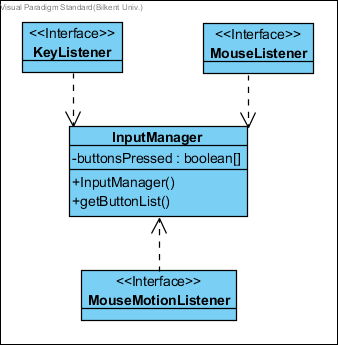 Visual Paradigm Standard(Bilkent Univ.)
<<Interface>>
KeyListener
<<Interface>>
MouseListener
InputManager
-buttonsPressed : boolean[]
+InputManager()
+getButtonList()
<<Interface>>
MouseMotionListener